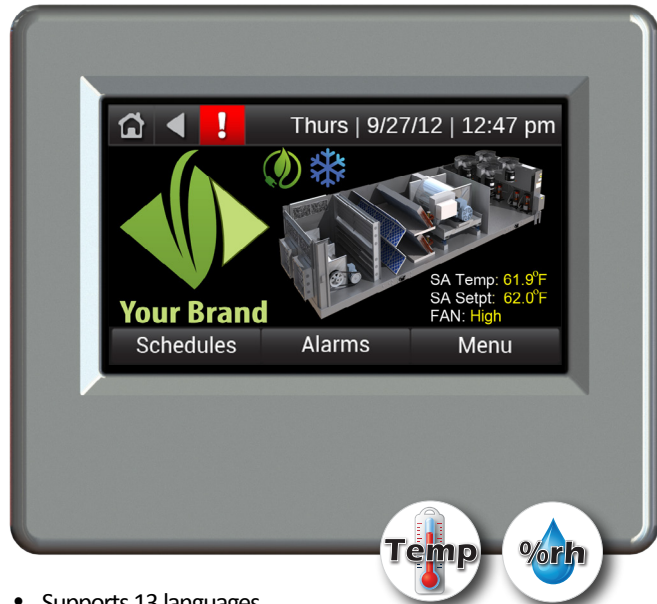 ! Thurs | 9/27/12 | 12:47 pm
SA Temp: 61.9°F
SA Setpt: 62.0°F
FAN: High
Your Brand
Schedules Alarms Menu
Temp %rh
• Supports 13 languages